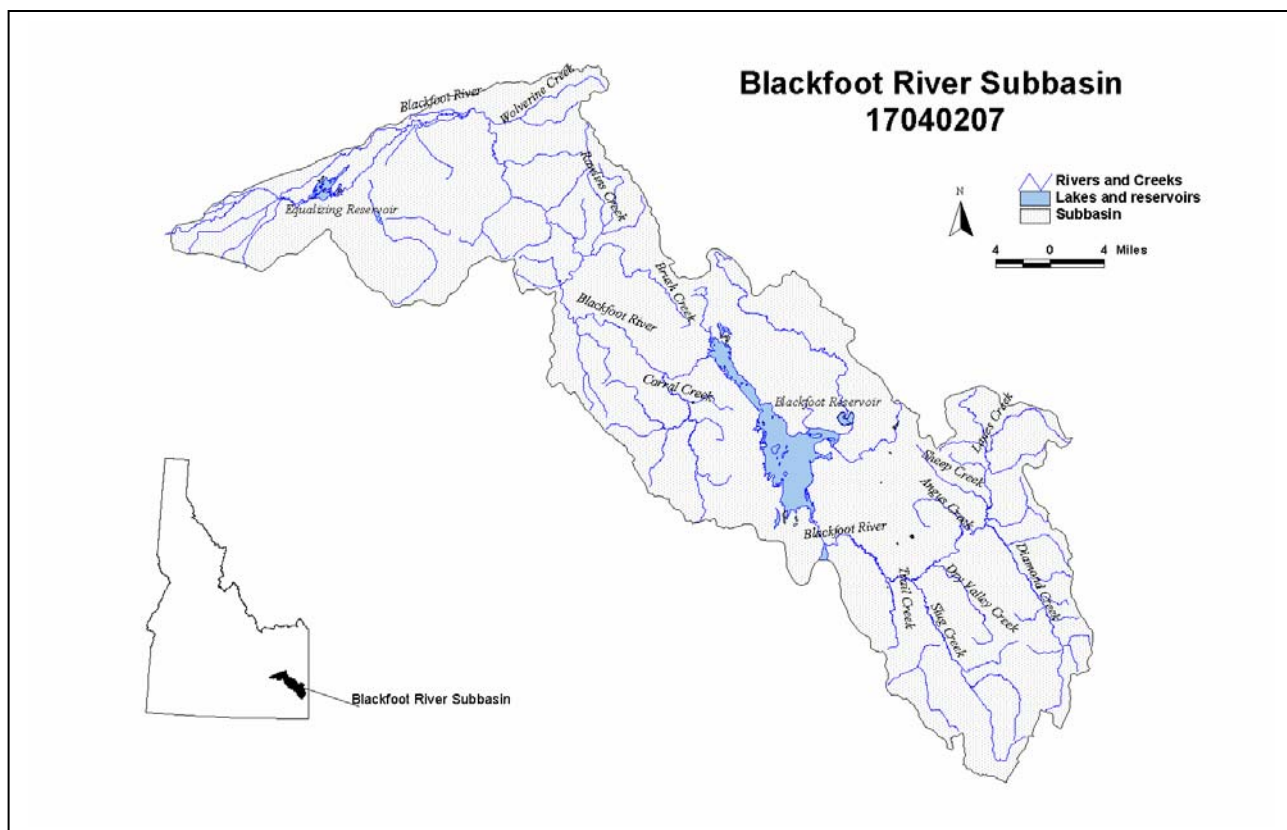 Blackfoot River Subbasin
17040207
N
Rivers and Creeks
Lakes and reservoirs
Subbasin
4 0 4 Miles
Blackfoot River
Wolverine Creek
Equalizing Reservoir
Rawlins Creek
Brush Creek
Blackfoot River
Corral Creek
Blackfoot Reservoir
Lanes Creek
Sheep Creek
Angus Creek
Blackfoot River
Diamond Creek
Trail Creek
Dry Valley Creek
Slug Creek
Blackfoot River Subbasin